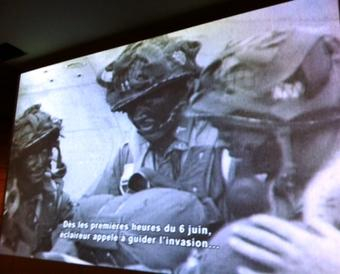 Dès les premières heures du 6 juin,
éclaireur appelé à guider l'invasion...